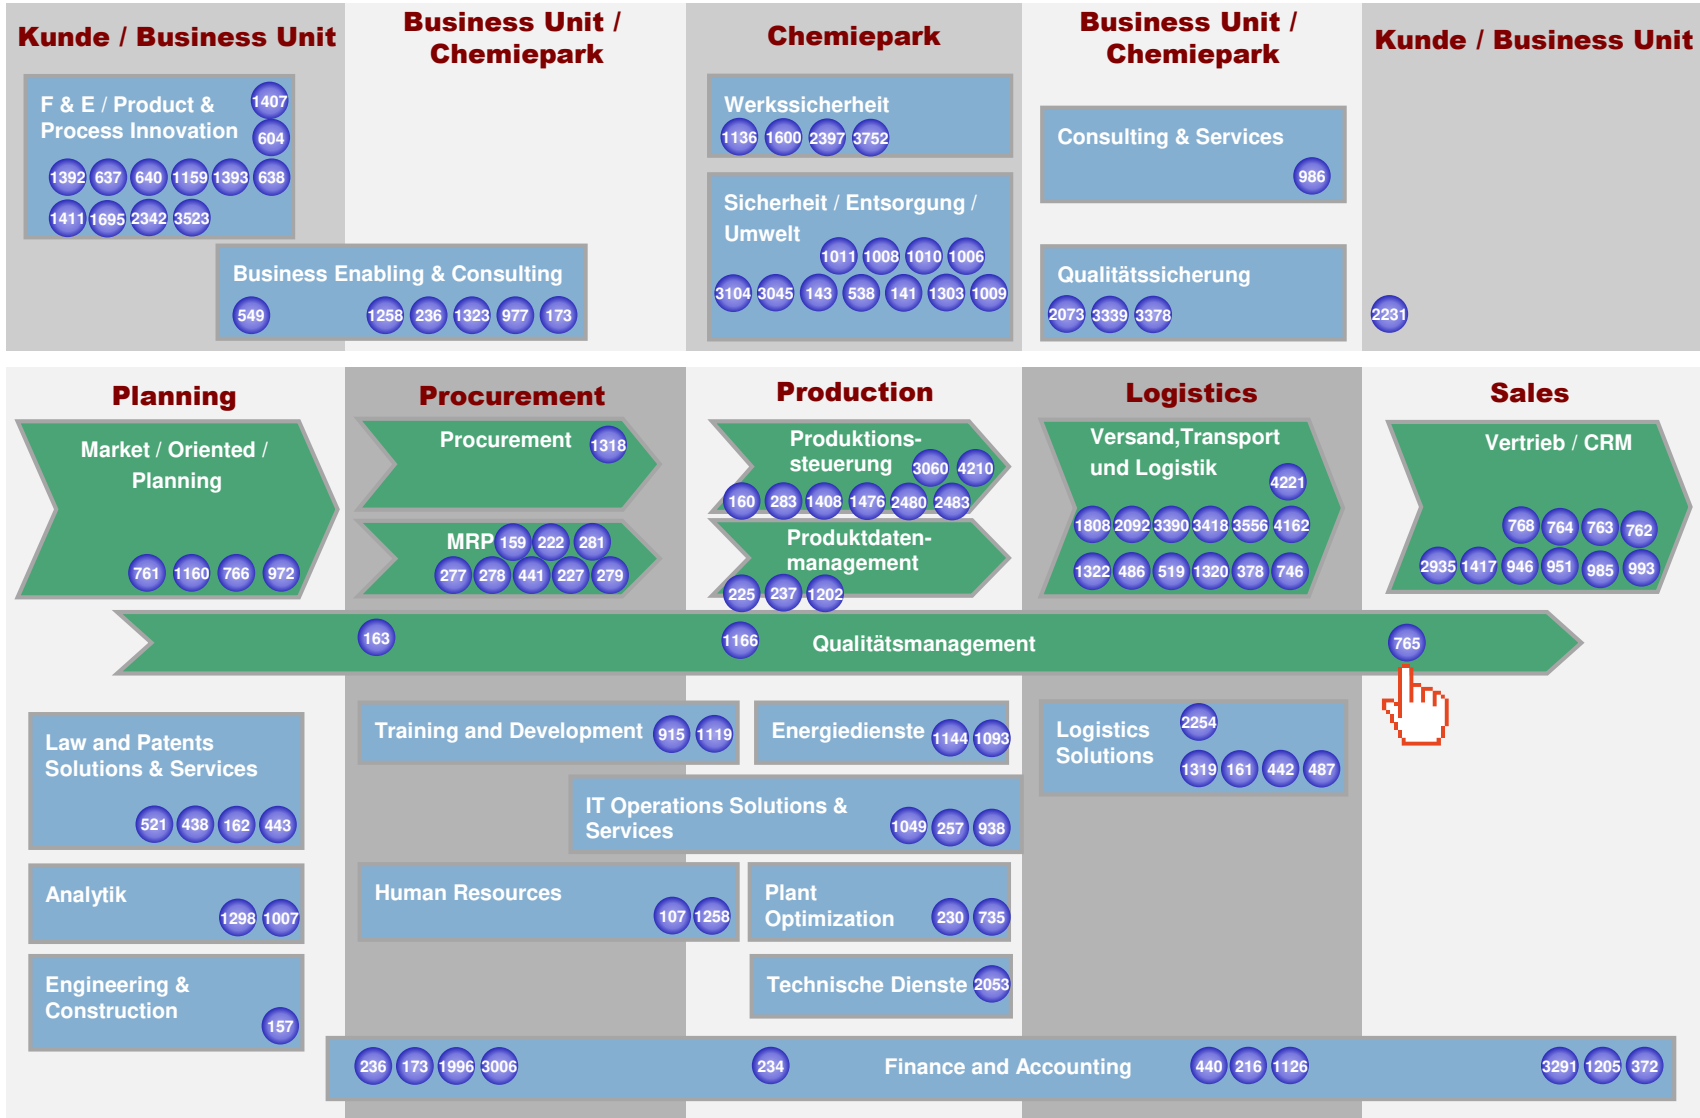 Kunde / Business Unit
Business Unit /
Chemiepark
Chemiepark
Business Unit /
Chemiepark
Kunde / Business Unit
F & E / Product &
Process Innovation
1407
604
1392 637 640 1159 1393 638
1411 1695 2342 3523
Business Enabling & Consulting
549 1258 236 1323 977 173
Werkssicherheit
1136 1600 2397 3752
Sicherheit / Entsorgung /
Umwelt
1011 1008 1010 1006
3104 3045 143 538 141 1303 1009
Consulting & Services
986
Qualitätssicherung
2073 3339 3378
2231
Planning
Procurement
Production
Logistics
Sales
Market / Oriented /
Planning
761 1160 766 972
Procurement 1318
MRP 159 222 281
277 278 441 227 279
Produktions-
steuerung 3060 4210
160 283 1408 1476 2480 2483
Produktdaten-
management
225 237 1202
Versand,Transport
und Logistik
4221
1808 2092 3390 3418 3556 4162
1322 486 519 1320 378 746
Vertrieb / CRM
768 764 763 762
2935 1417 946 951 985 993
163 1166 Qualitätsmanagement 765
Law and Patents
Solutions & Services
521 438 162 443
Analytik
1298 1007
Engineering &
Construction
157
Training and Development 915 1119
Energiedienste 1144 1093
IT Operations Solutions &
Services 1049 257 938
Human Resources
107 1258
Plant
Optimization 230 735
Technische Dienste 2053
Logistics
Solutions
2254
1319 161 442 487
236 173 1996 3006 234 Finance and Accounting 440 216 1126 3291 1205 372